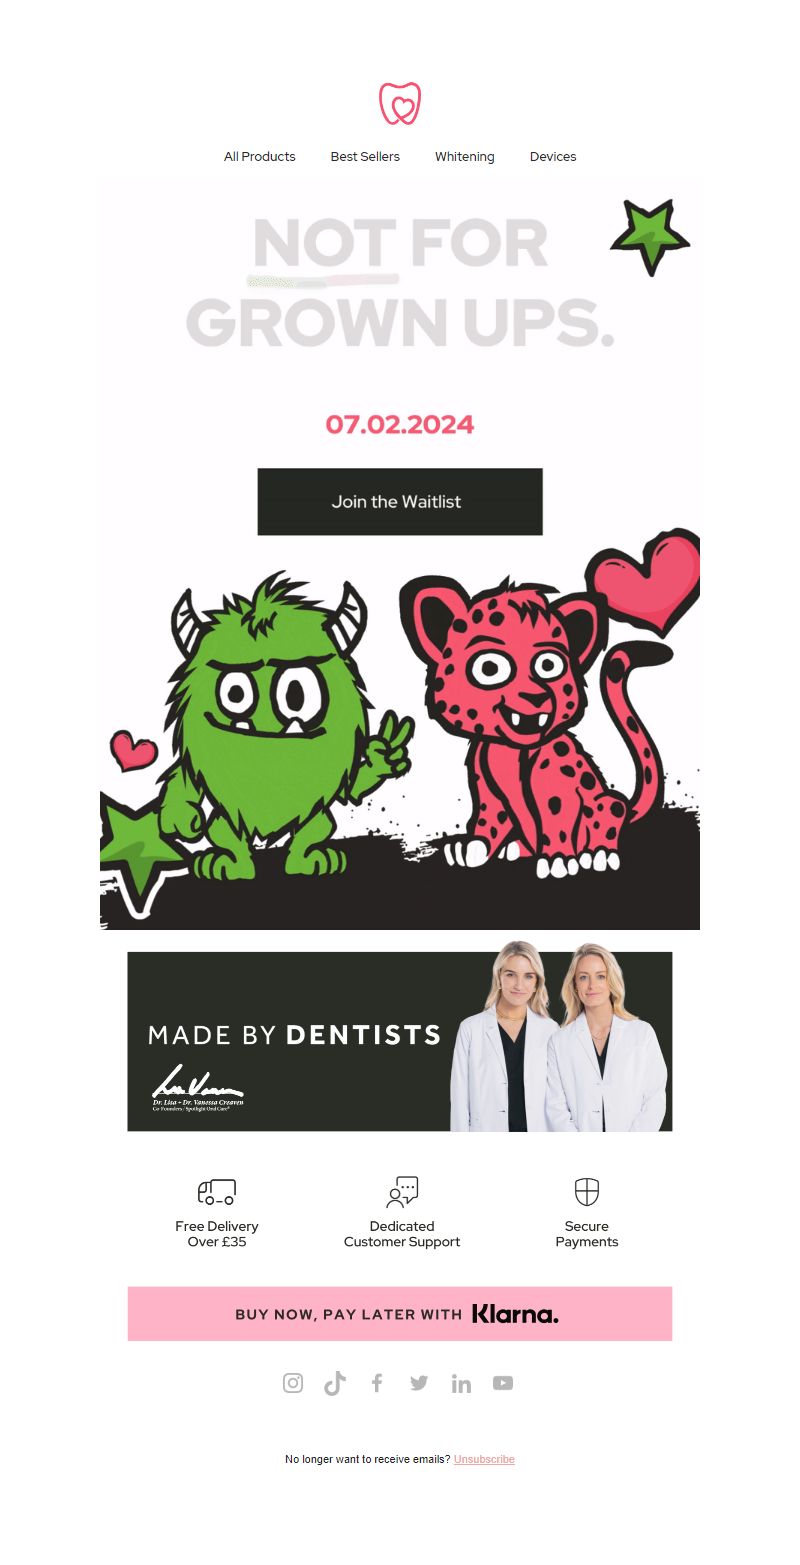 All Products Best Sellers Whitening Devices
NOT FOR
GROWN UPS.
07.02.2024
Join the Waitlist
MADE BY DENTISTS
Dr. Lisa + Dr. Vanessa Creaven
Co-Founders / Spotlight Oral Care®
Free Delivery
Over £35
Dedicated
Customer Support
Secure
Payments
BUY NOW, PAY LATER WITH Klarna.
No longer want to receive emails? Unsubscribe